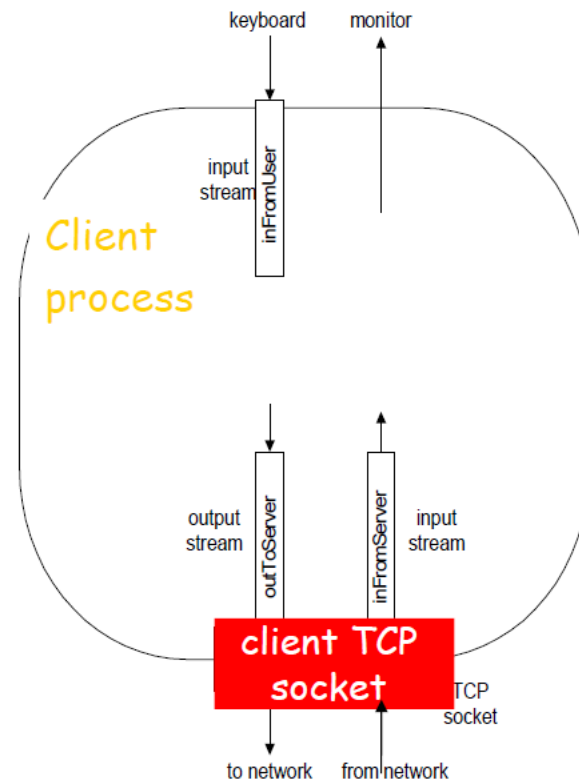 keyboard
monitor
input
stream
inFromUser
Client
process
output
stream
outToServer
inFromServer
input
stream
client TCP
socket
TCP
socket
to network
from network